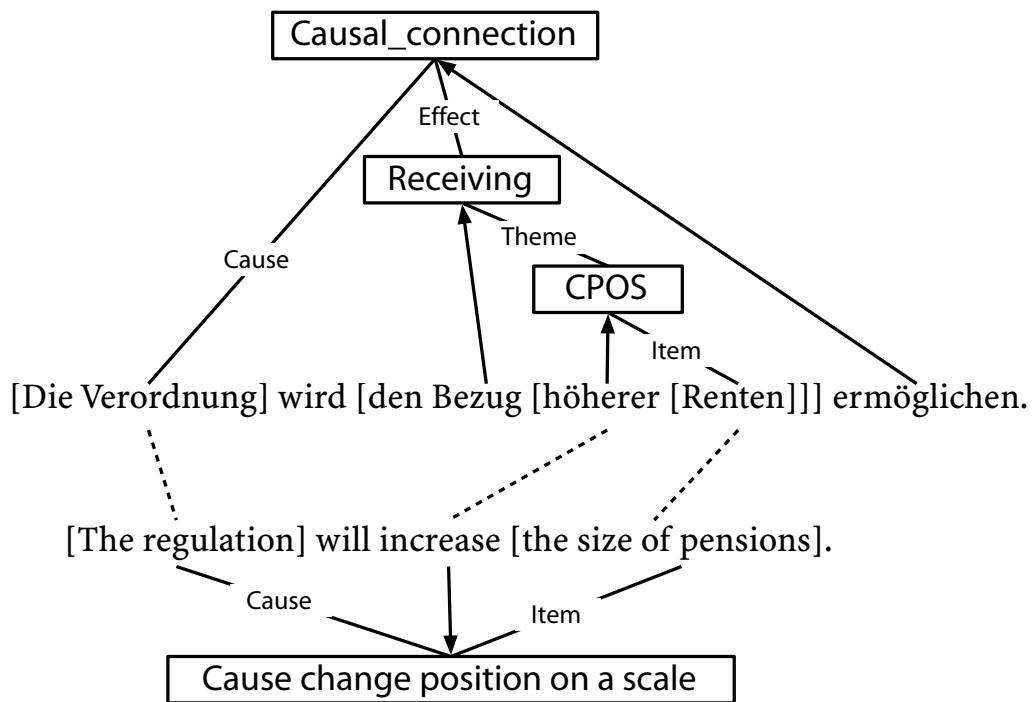 Causal_connection
Effect
Receiving
Theme
Cause
CPOS
Item
[Die Verordnung] wird [den Bezug [höherer [Renten]]] ermöglichen.
[The regulation] will increase [the size of pensions].
Cause
Item
Cause change position on a scale